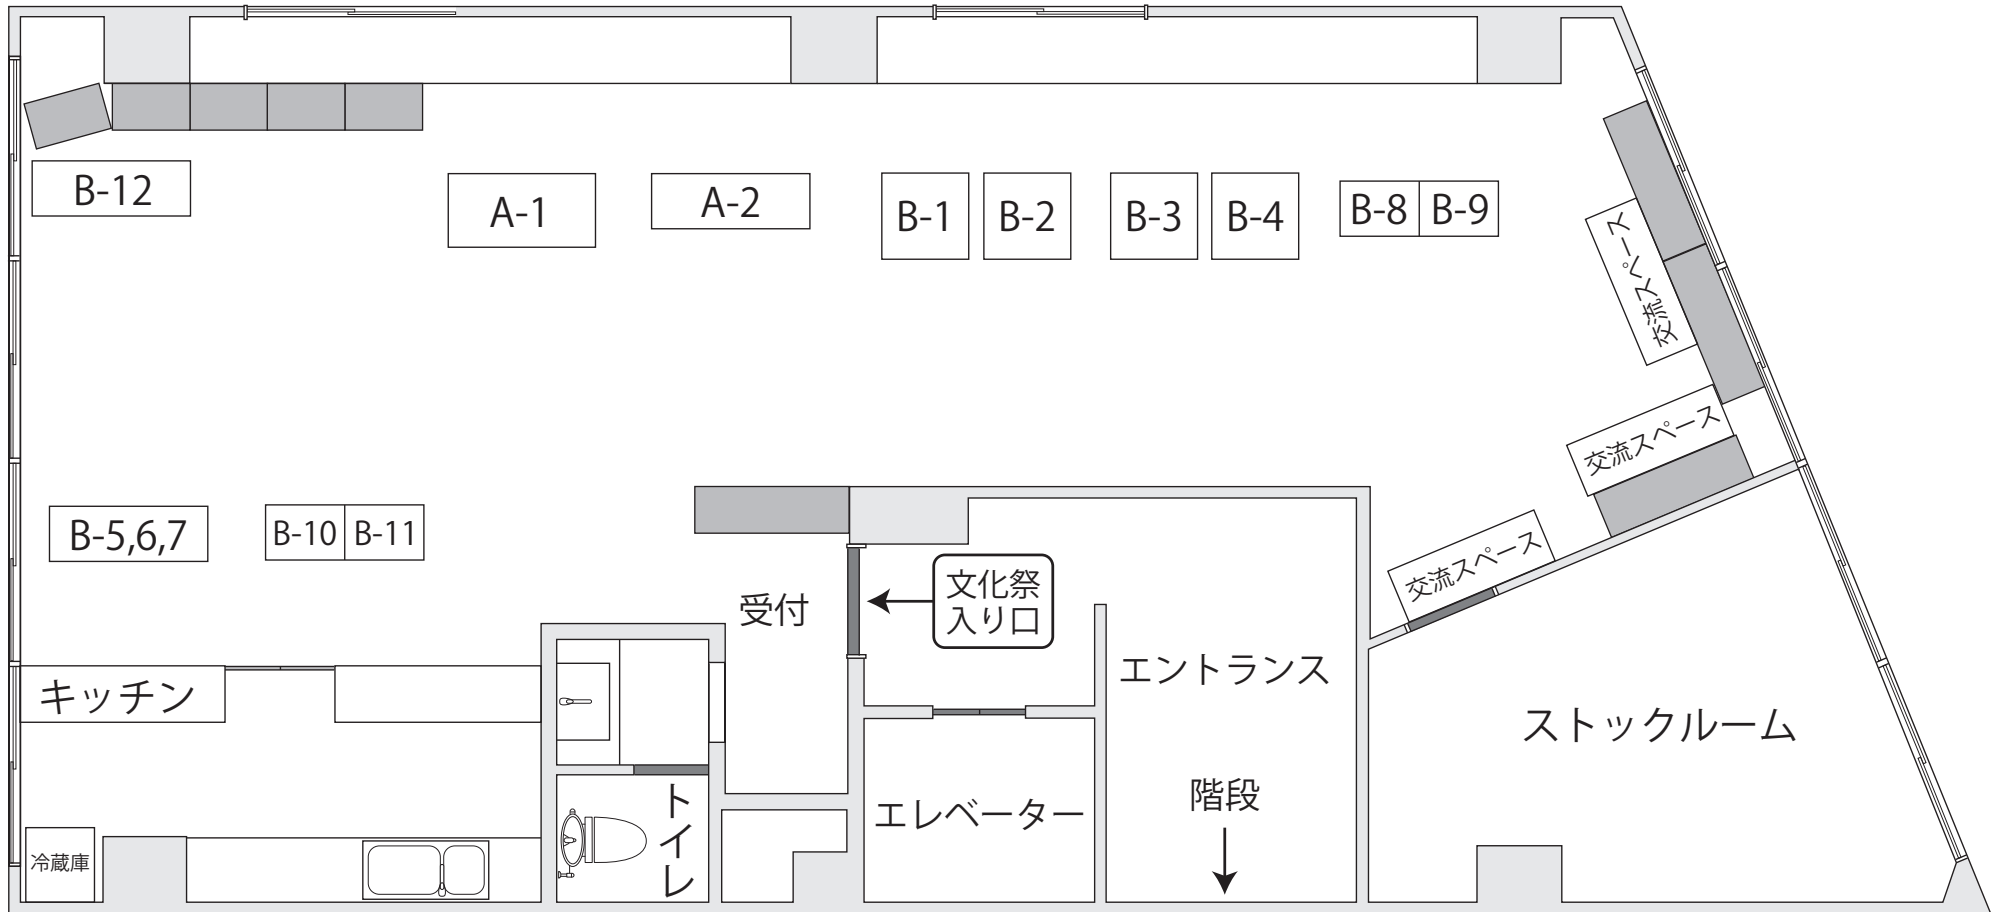 B-12
A-1
A-2
B-1
B-2
B-3
B-4
B-8
B-9
交流スペース
交流スペース
交流スペース
B-5,6,7
B-10
B-11
受付
文化祭
入り口
エントランス
キッチン
ストックルーム
トイレ
エレベーター
階段
冷蔵庫